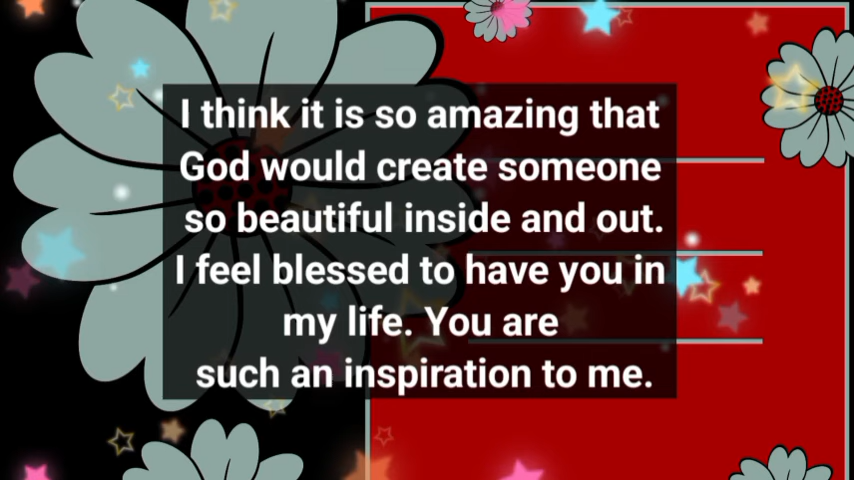 I think it is so amazing that
God would create someone
so beautiful inside and out.
I feel blessed to have you in
my life. You are
such an inspiration to me.